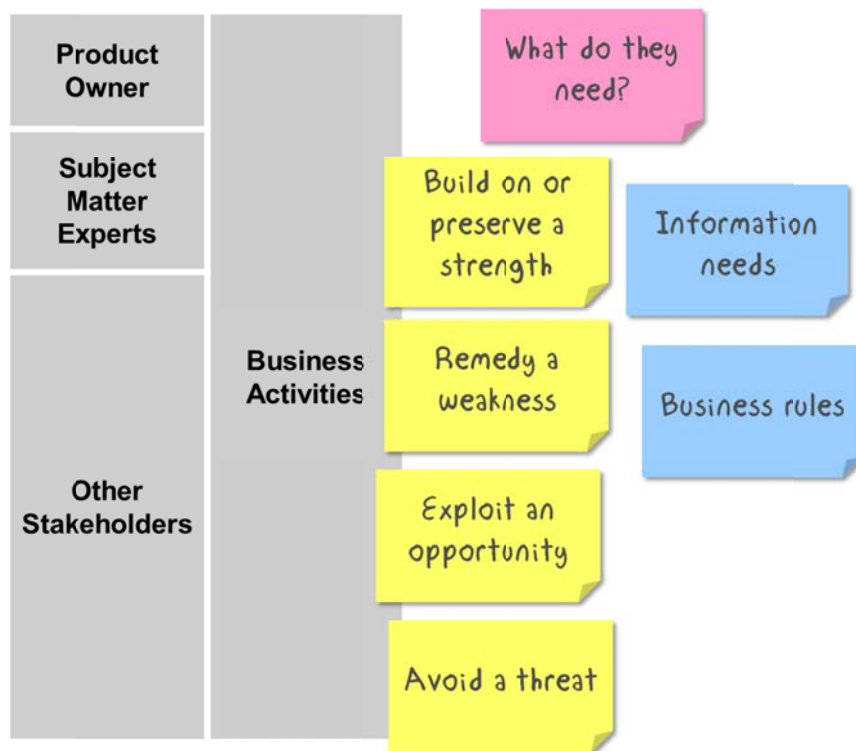 Product
Owner
Subject
Matter
Experts
Other
Stakeholders
Business
Activities
What do they
need?
Build on or
preserve a
strength
Remedy a
weakness
Exploit an
opportunity
Avoid a threat
Information
needs
Business rules